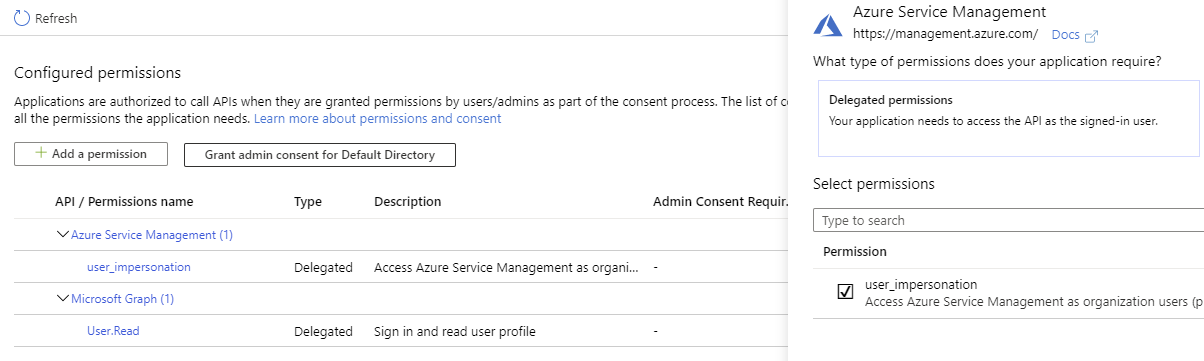 Refresh
Configured permissions
Applications are authorized to call APIs when they are granted permissions by users/admins as part of the consent process. The list of c
all the permissions the application needs. Learn more about permissions and consent
+ Add a permission Grant admin consent for Default Directory
API / Permissions name Type Description Admin Consent Requir.
Azure Service Management (1)
user_impersonation Delegated Access Azure Service Management as organi... -
Microsoft Graph (1)
User.Read Delegated Sign in and read user profile -
Azure Service Management
https://management.azure.com/ Docs
What type of permissions does your application require?
Delegated permissions
Your application needs to access the API as the signed-in user.
Select permissions
Type to search
Permission
user_impersonation
Access Azure Service Management as organization users (p